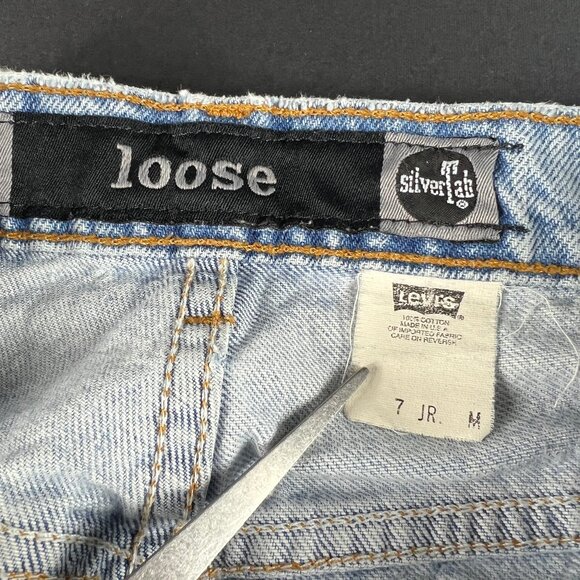 loose
silverTab
®
Levi's®
100% COTTON
MADE IN U.S.A.
OF IMPORTED FABRIC
CARE ON REVERSE
7 JR. M